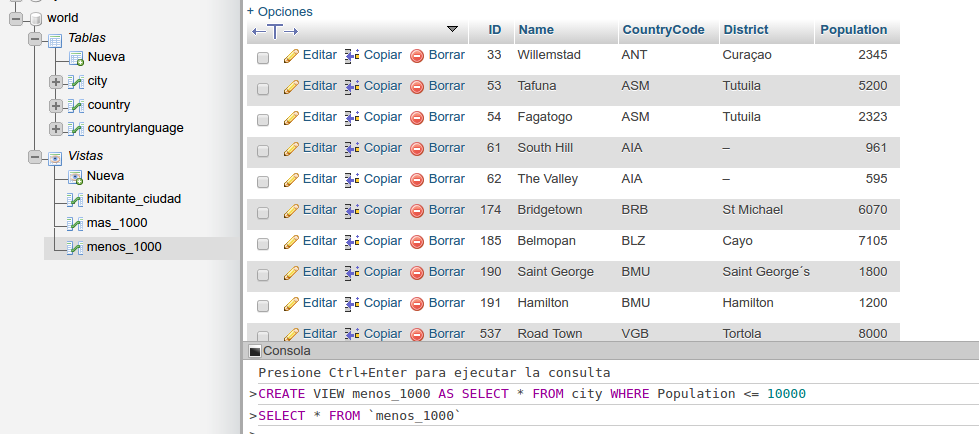 world
Tablas
Nueva
city
country
countrylanguage
Vistas
Nueva
hibitante_ciudad
mas_1000
menos_1000
+ Opciones
←T→ ID Name CountryCode District Population
Editar Copiar Borrar 33 Willemstad ANT Curaçao 2345
Editar Copiar Borrar 53 Tafuna ASM Tutuila 5200
Editar Copiar Borrar 54 Fagatogo ASM Tutuila 2323
Editar Copiar Borrar 61 South Hill AIA – 961
Editar Copiar Borrar 62 The Valley AIA – 595
Editar Copiar Borrar 174 Bridgetown BRB St Michael 6070
Editar Copiar Borrar 185 Belmopan BLZ Cayo 7105
Editar Copiar Borrar 190 Saint George BMU Saint George´s 1800
Editar Copiar Borrar 191 Hamilton BMU Hamilton 1200
Editar Copiar Borrar 537 Road Town VGB Tortola 8000
Consola
Presione Ctrl+Enter para ejecutar la consulta
>CREATE VIEW menos_1000 AS SELECT * FROM city WHERE Population <= 10000
>SELECT * FROM `menos_1000`
>